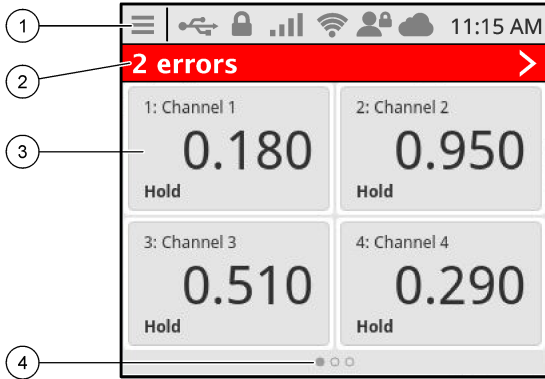 1
11:15 AM
2
2 errors
3
1: Channel 1
0.180
Hold
2: Channel 2
0.950
Hold
3: Channel 3
0.510
Hold
4: Channel 4
0.290
Hold
4